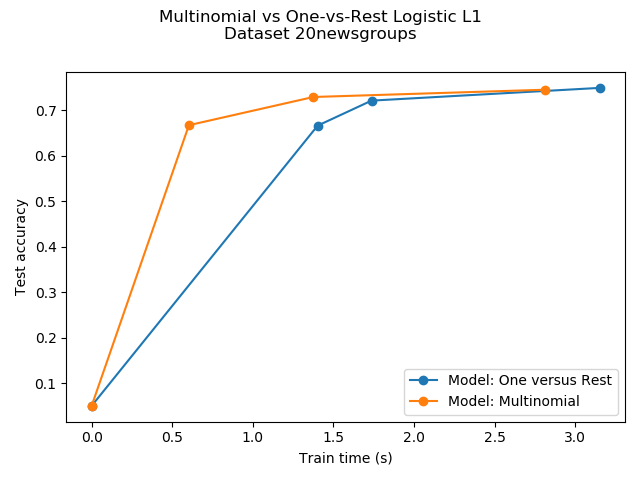 Multinomial vs One-vs-Rest Logistic L1
Dataset 20newsgroups
Test accuracy
0.7
0.6
0.5
0.4
0.3
0.2
0.1
Model: One versus Rest
Model: Multinomial
0.0 0.5 1.0 1.5 2.0 2.5 3.0
Train time (s)